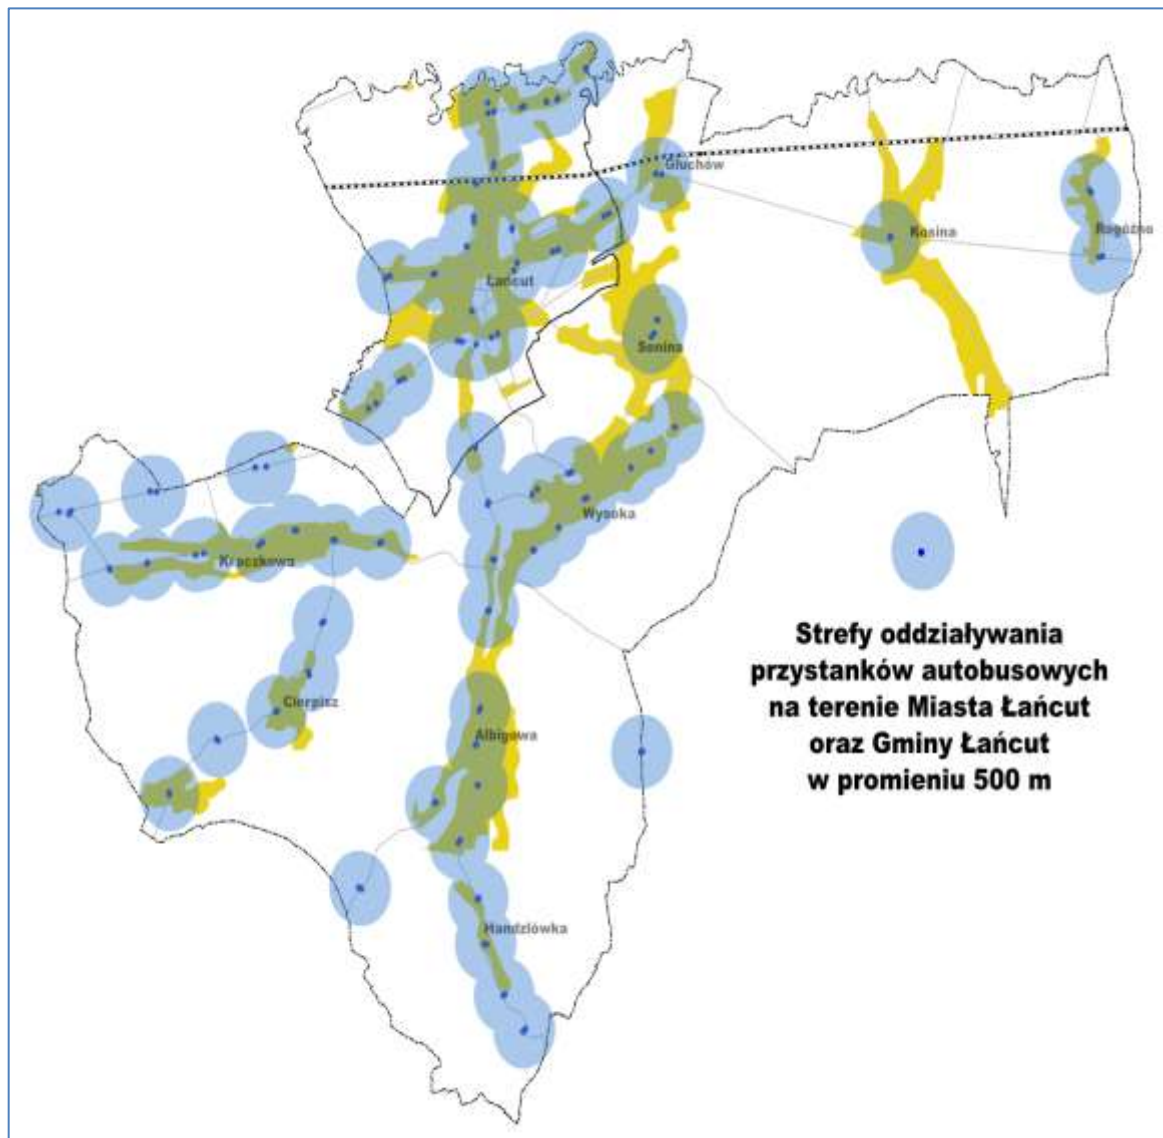 Głuchów
Kosina
Rogóżno
Łańcut
Sonina
Wysoka
Kraczkowa
Cierpisz
Albigowa
Handzlówka
Strefy oddziaływania
przystanków autobusowych
na terenie Miasta Łańcut
oraz Gminy Łańcut
w promieniu 500 m